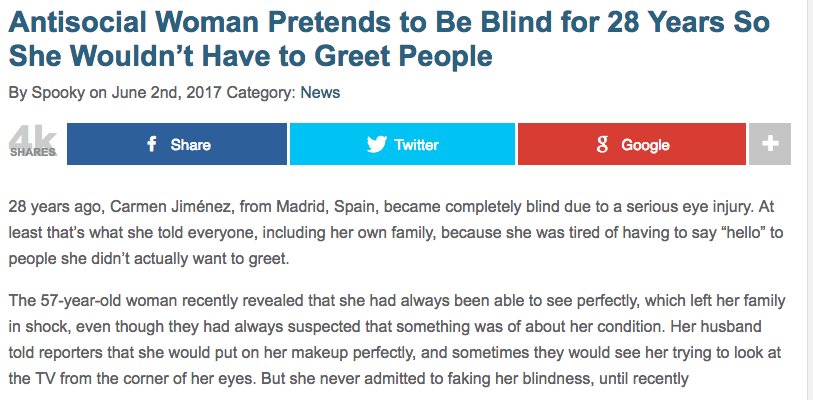 Antisocial Woman Pretends to Be Blind for 28 Years So
She Wouldn’t Have to Greet People
By Spooky on June 2nd, 2017 Category: News
4k
SHARES
f Share
Twitter
g Google
+
28 years ago, Carmen Jiménez, from Madrid, Spain, became completely blind due to a serious eye injury. At
least that’s what she told everyone, including her own family, because she was tired of having to say “hello” to
people she didn’t actually want to greet.
The 57-year-old woman recently revealed that she had always been able to see perfectly, which left her family
in shock, even though they had always suspected that something was of about her condition. Her husband
told reporters that she would put on her makeup perfectly, and sometimes they would see her trying to look at
the TV from the corner of her eyes. But she never admitted to faking her blindness, until recently